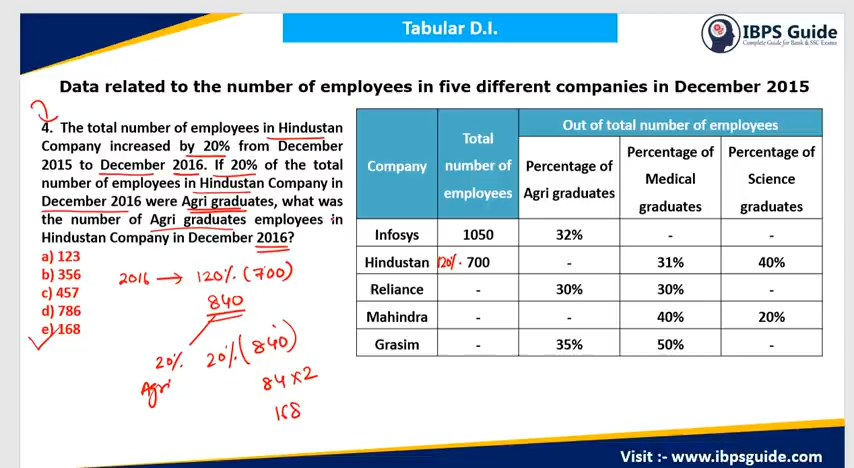 Tabular D.I.
IBPS Guide
Complete Guide for Bank & SSC Exams
Data related to the number of employees in five different companies in December 2015
4. The total number of employees in Hindustan
Company increased by 20% from December
2015 to December 2016. If 20% of the total
number of employees in Hindustan Company in
December 2016 were Agri graduates, what was
the number of Agri graduates employees in
Hindustan Company in December 2016?
a) 123
b) 356
c) 457
d) 786
e) 168
2016 → 120% (700)
840
20% 20% (840)
Agri
84 × 2
168
Company Total number of employees Out of total number of employees
Percentage of Agri graduates Percentage of Medical graduates Percentage of Science graduates
Infosys 1050 32% - -
Hindustan 120% · 700 - 31% 40%
Reliance - 30% 30% -
Mahindra - - 40% 20%
Grasim - 35% 50% -
Visit :- www.ibpsguide.com